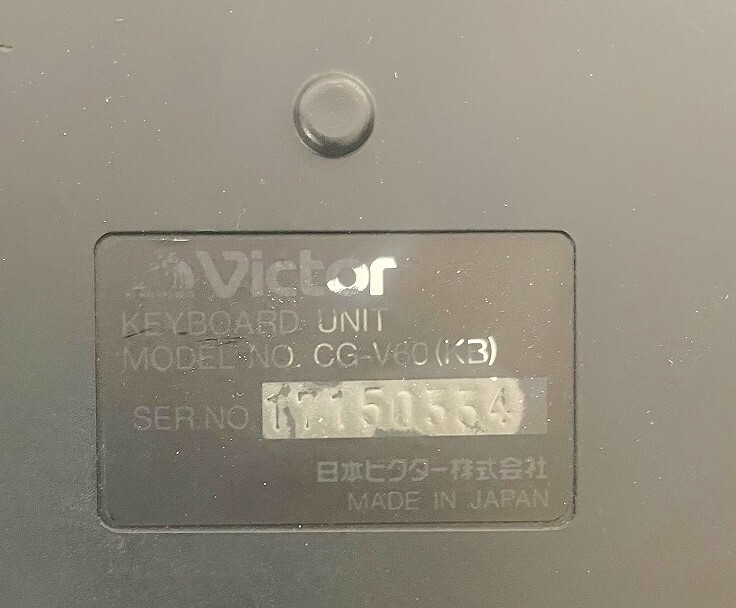 Victor
KEYBOARD UNIT
MODEL NO. CG-V60(KB)
SER.NO. 17150334
日本ビクター株式会社
MADE IN JAPAN